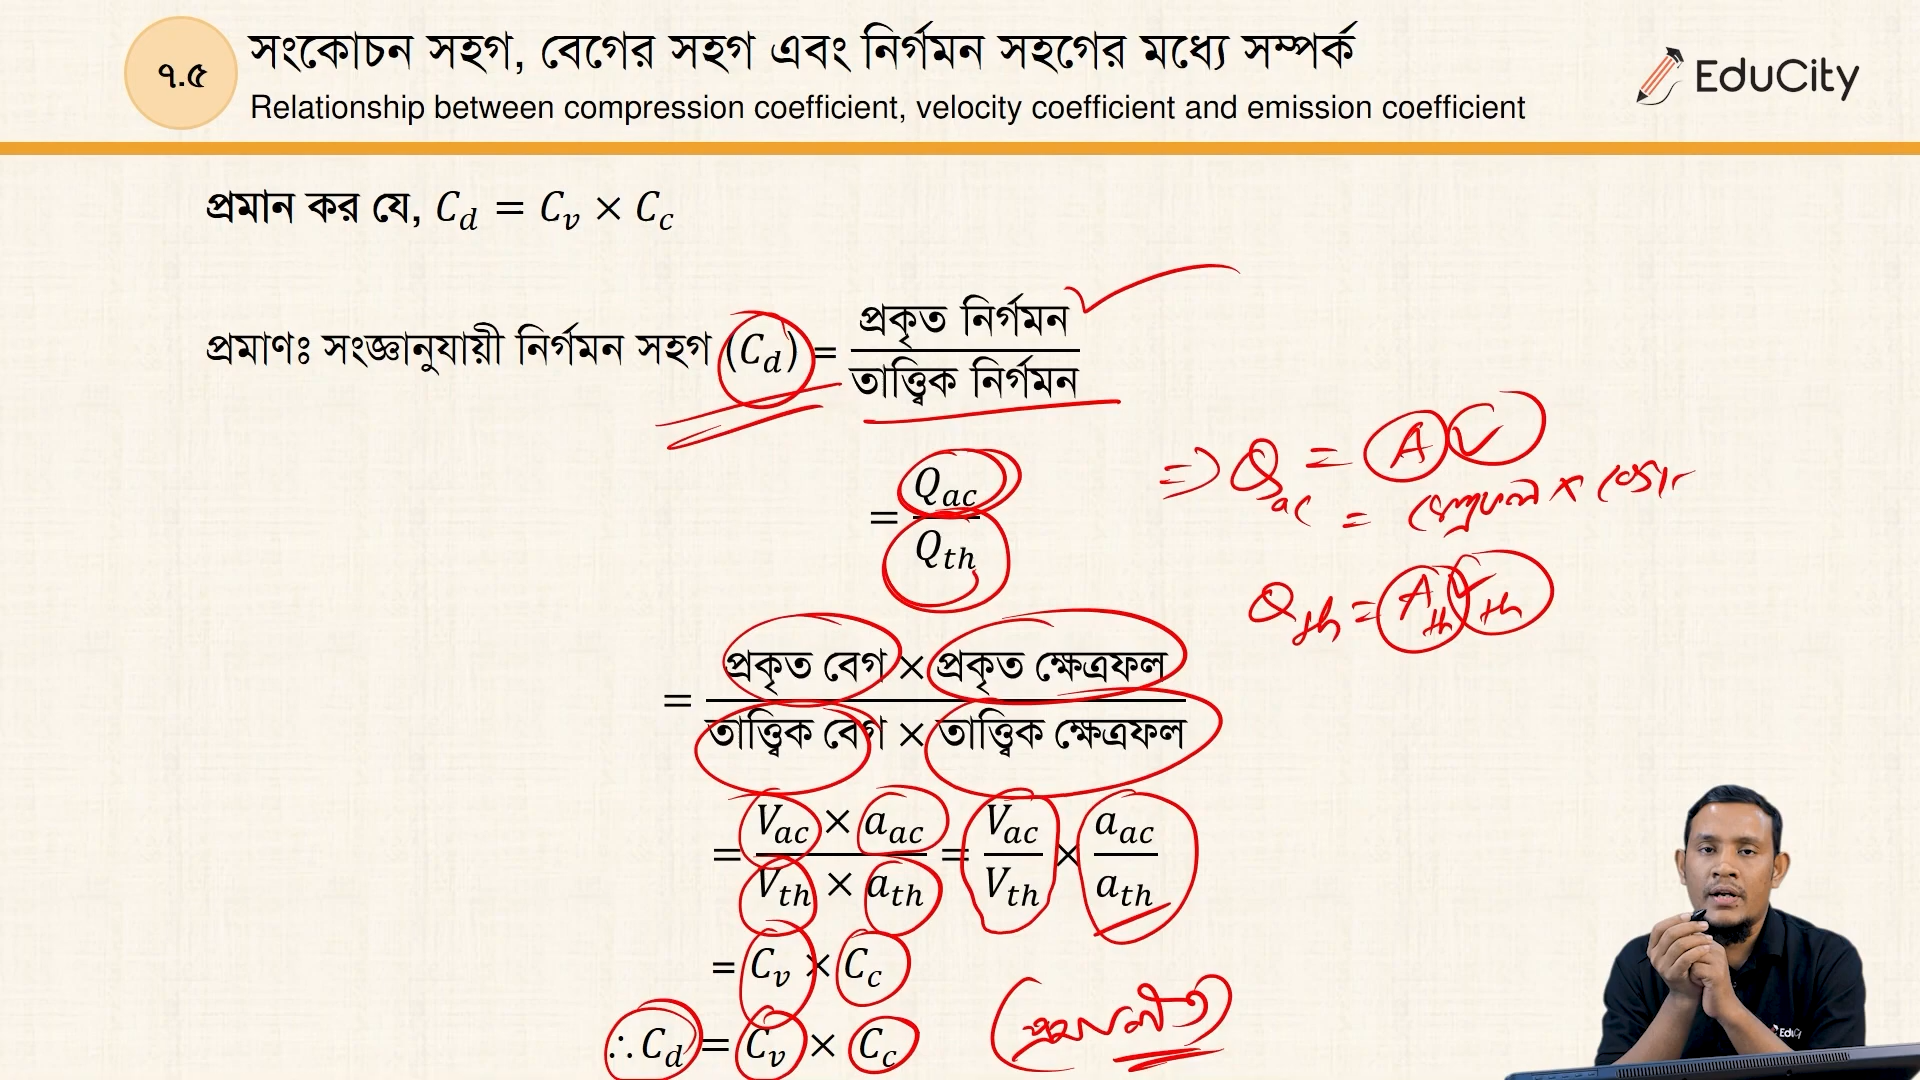 ৭.৫
সংকোচন সহগ, বেগের সহগ এবং নির্গমন সহগের মধ্যে সম্পর্ক
Relationship between compression coefficient, velocity coefficient and emission coefficient
EduCity
প্রমান কর যে, C_d = C_v × C_c
প্রমাণঃ সংজ্ঞানুযায়ী নির্গমন সহগ (C_d) = প্রকৃত নির্গমন / তাত্ত্বিক নির্গমন
= Q_ac / Q_th
⇒ Q_ac = A V
= ক্ষেত্রফল ×
Q_th = A_th V_th
= প্রকৃত বেগ × প্রকৃত ক্ষেত্রফল / তাত্ত্বিক বেগ × তাত্ত্বিক ক্ষেত্রফল
= V_ac × a_ac / V_th × a_th = V_ac / V_th × a_ac / a_th
= C_v × C_c
∴ C_d = C_v × C_c
(প্রমাণীত)